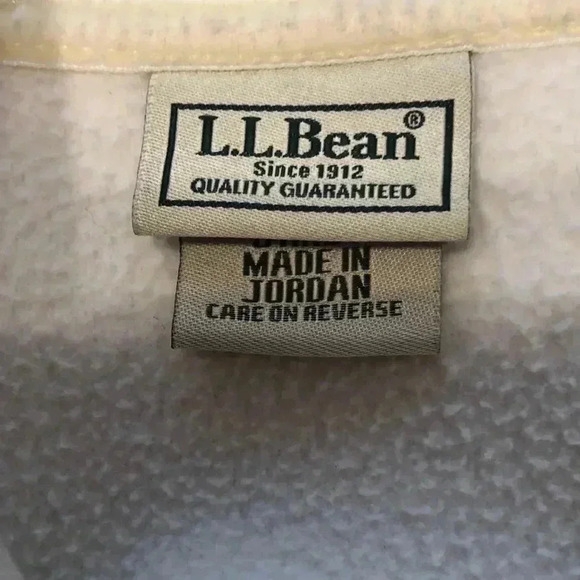 L.L.Bean®
Since 1912
QUALITY GUARANTEED
MADE IN
JORDAN
CARE ON REVERSE